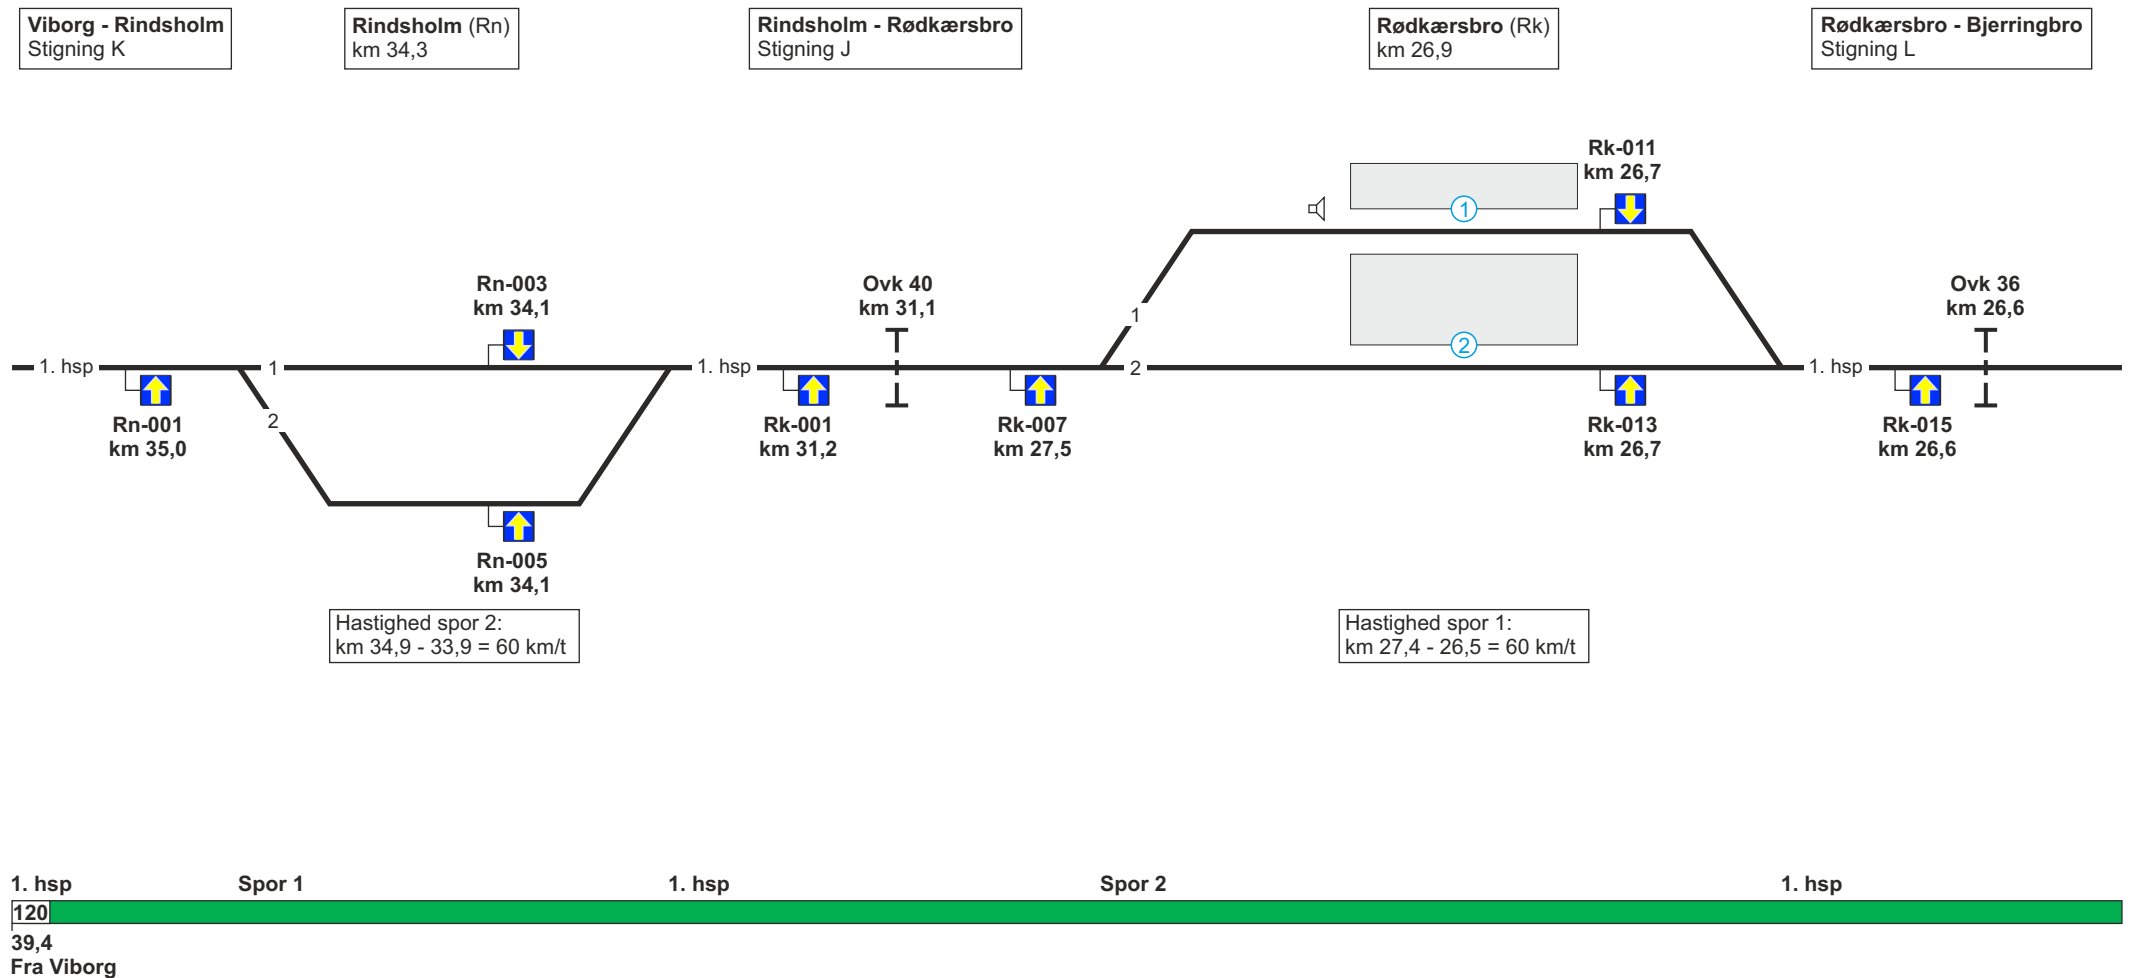 Viborg - Rindsholm
Stigning K
Rindsholm (Rn)
km 34,3
Rindsholm - Rødkærsbro
Stigning J
Rødkærsbro (Rk)
km 26,9
Rødkærsbro - Bjerringbro
Stigning L
Rk-011
km 26,7
1
Rn-003
km 34,1
Ovk 40
km 31,1
Ovk 36
km 26,6
1
2
1. hsp
1
1. hsp
2
1. hsp
2
Rn-001
km 35,0
Rk-001
km 31,2
Rk-007
km 27,5
Rk-013
km 26,7
Rk-015
km 26,6
Rn-005
km 34,1
Hastighed spor 2:
km 34,9 - 33,9 = 60 km/t
Hastighed spor 1:
km 27,4 - 26,5 = 60 km/t
1. hsp
Spor 1
1. hsp
Spor 2
1. hsp
120
39,4
Fra Viborg